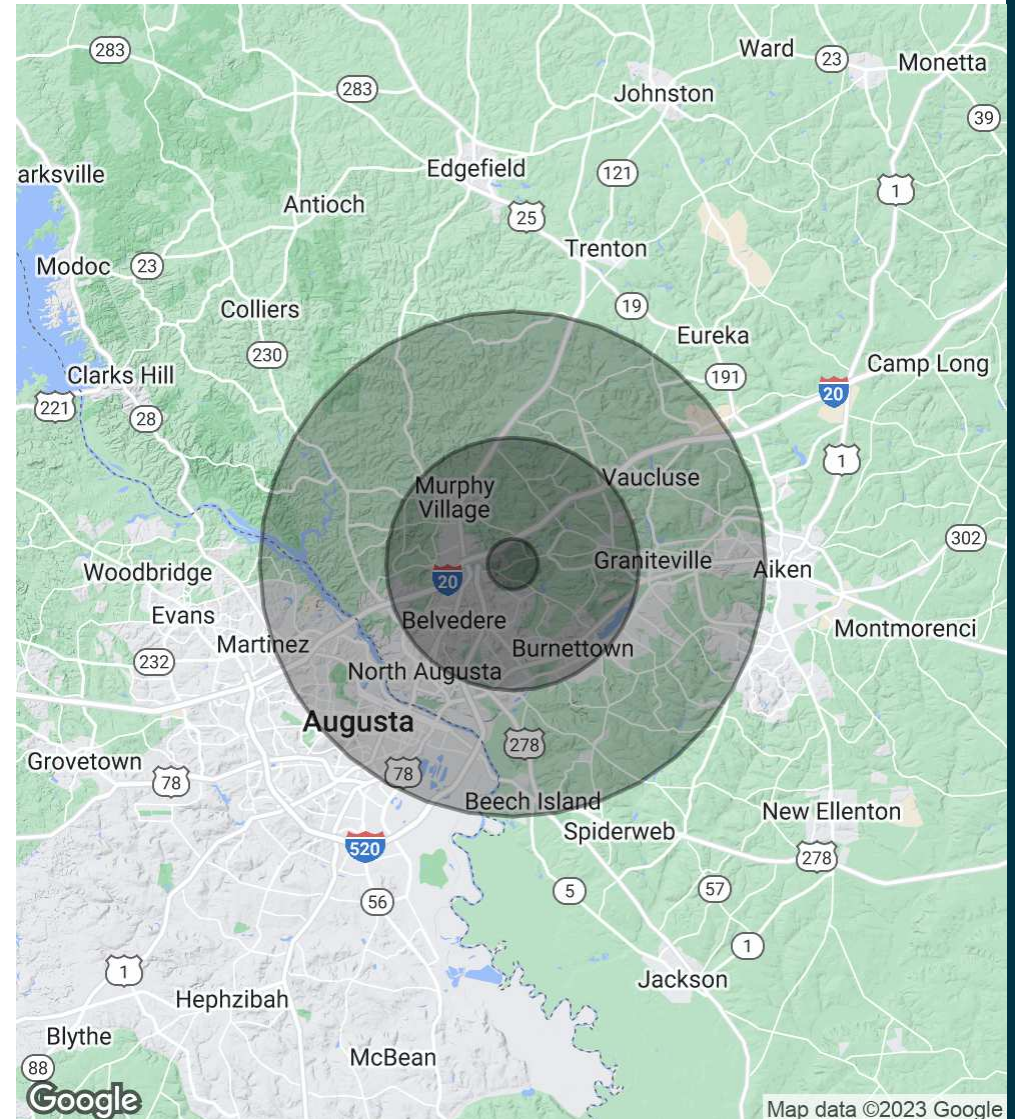 283
Ward
23
Monetta
283
Johnston
39
arksville
Edgefield
121
1
Antioch
25
Trenton
Modoc
23
19
Colliers
Eureka
230
Camp Long
Clarks Hill
191
20
221
28
1
Murphy
Village
Vaucluse
302
Woodbridge
20
Graniteville
Aiken
Evans
Belvedere
Montmorenci
Martinez
Burnettown
232
North Augusta
Augusta
278
Grovetown
78
78
Beech Island
New Ellenton
Spiderweb
520
278
5
57
56
1
1
Jackson
Hephzibah
Blythe
McBean
88
Google
Map data ©2023 Google